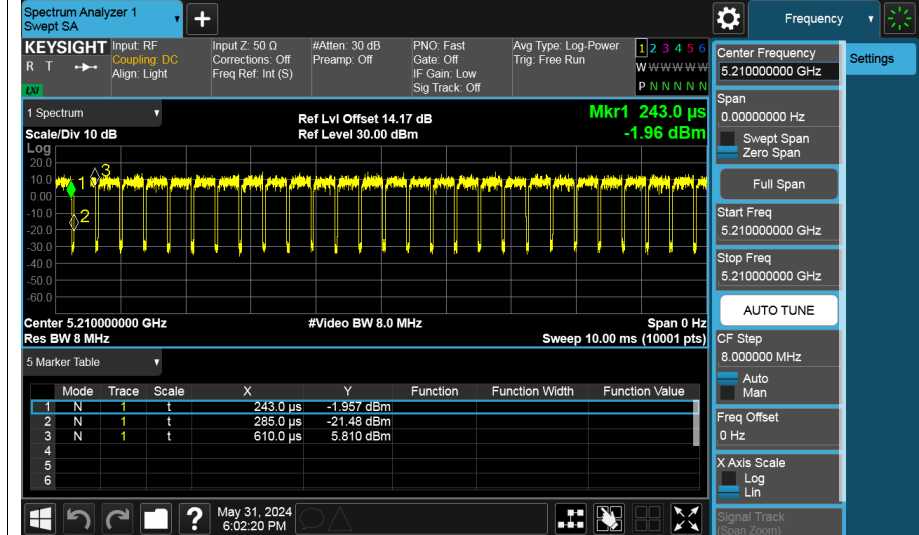 Spectrum Analyzer 1
Swept SA
Frequency
KEYSIGHT
R T
LXI
Input: RF
Coupling: DC
Align: Light
Input Z: 50 Ω
Corrections: Off
Freq Ref: Int (S)
#Atten: 30 dB
Preamp: Off
PNO: Fast
Gate: Off
IF Gain: Low
Sig Track: Off
Avg Type: Log-Power
Trig: Free Run
1 2 3 4 5 6
W W W W W W
P N N N N N
1 Spectrum
Scale/Div 10 dB
Ref Lvl Offset 14.17 dB
Ref Level 30.00 dBm
Mkr1 243.0 µs
-1.96 dBm
Log
20.0
10.0
0.00
-10.0
-20.0
-30.0
-40.0
-50.0
-60.0
1
2
3
Center 5.210000000 GHz
Res BW 8 MHz
#Video BW 8.0 MHz
Span 0 Hz
Sweep 10.00 ms (10001 pts)
5 Marker Table
Mode Trace Scale X Y Function Function Width Function Value
1 N 1 t 243.0 µs -1.957 dBm
2 N 1 t 285.0 µs -21.48 dBm
3 N 1 t 610.0 µs 5.810 dBm
4
5
6
?
May 31, 2024
6:02:20 PM
Center Frequency
5.210000000 GHz
Settings
Span
0.00000000 Hz
Swept Span
Zero Span
Full Span
Start Freq
5.210000000 GHz
Stop Freq
5.210000000 GHz
AUTO TUNE
CF Step
8.000000 MHz
Auto
Man
Freq Offset
0 Hz
X Axis Scale
Log
Lin
Signal Track
(Span Zoom)